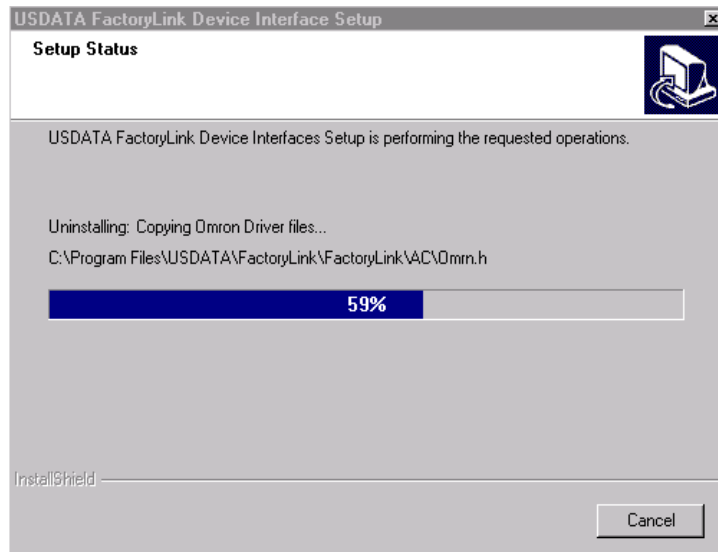 USDATA FactoryLink Device Interface Setup
Setup Status
USDATA FactoryLink Device Interfaces Setup is performing the requested operations.
Uninstalling: Copying Omron Driver files...
C:\Program Files\USDATA\FactoryLink\FactoryLink\AC\Omrn.h
59%
InstallShield
Cancel